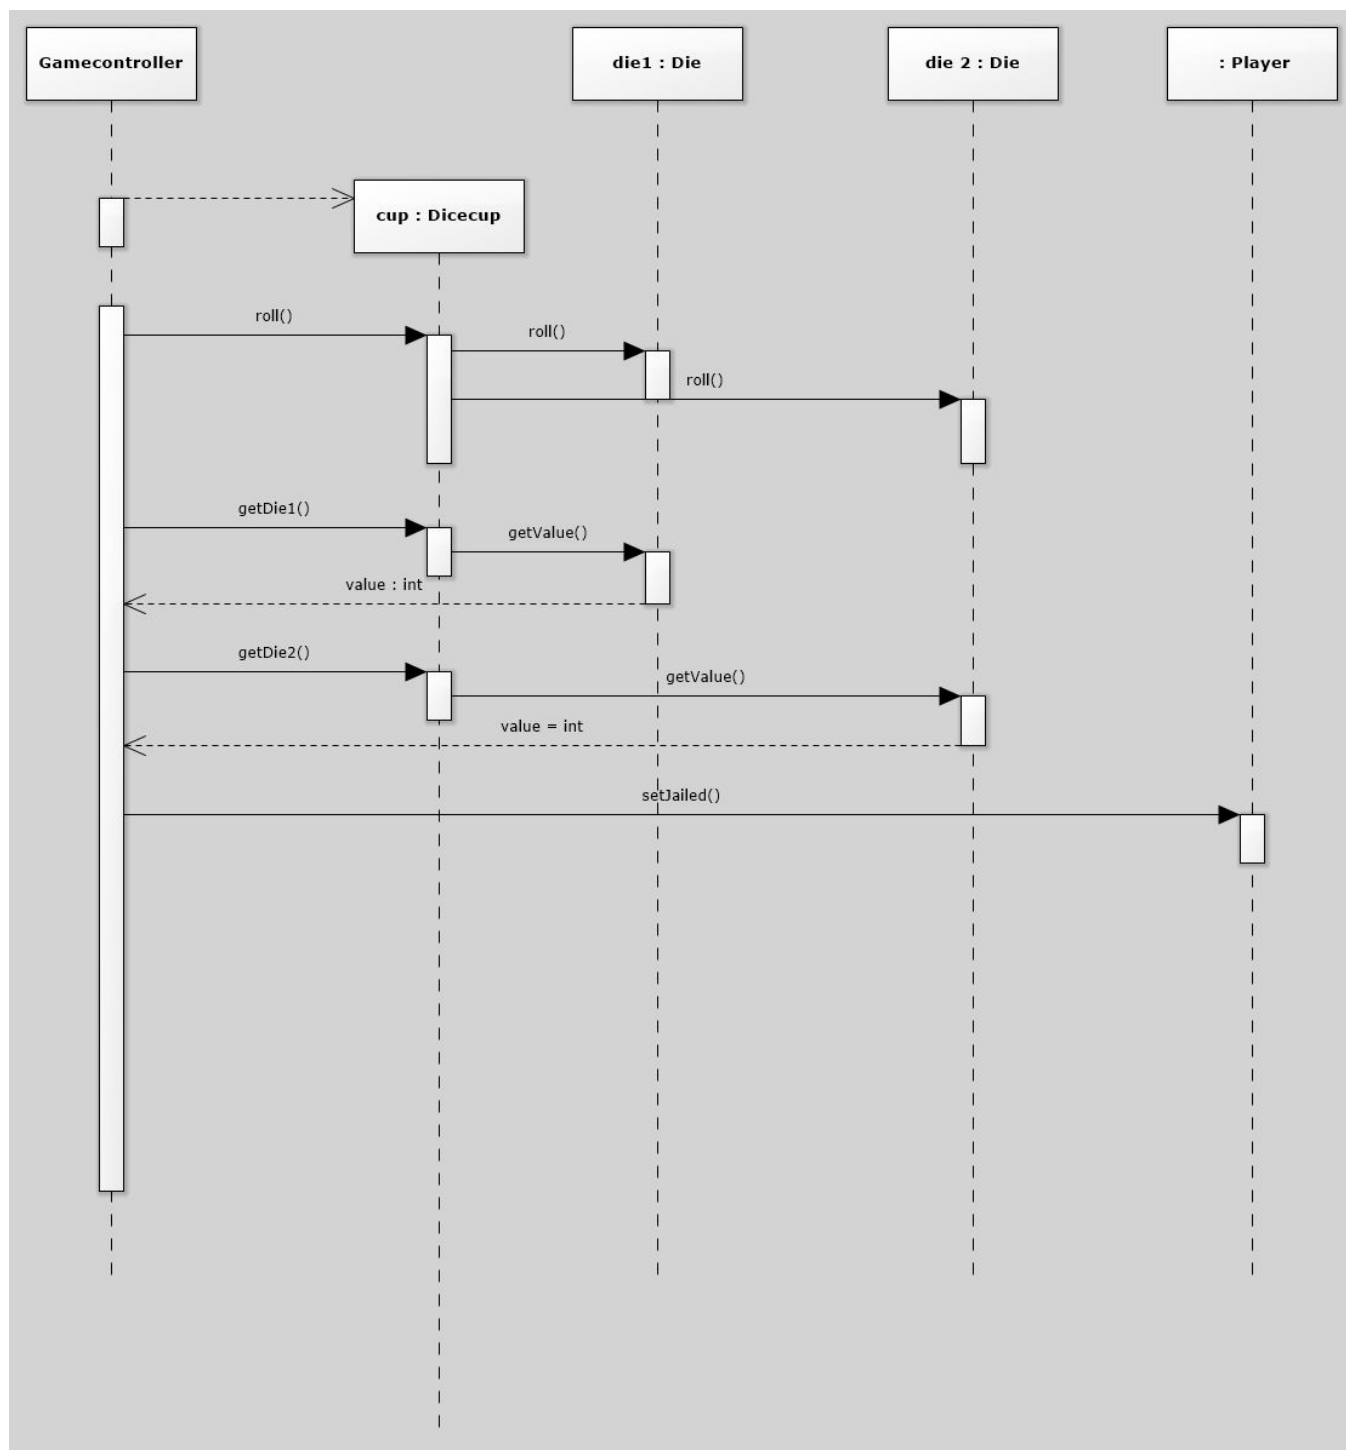 Gamecontroller
die1 : Die
die 2 : Die
: Player
cup : Dicecup
roll()
roll()
roll()
getDie1()
getValue()
value : int
getDie2()
getValue()
value = int
setJailed()